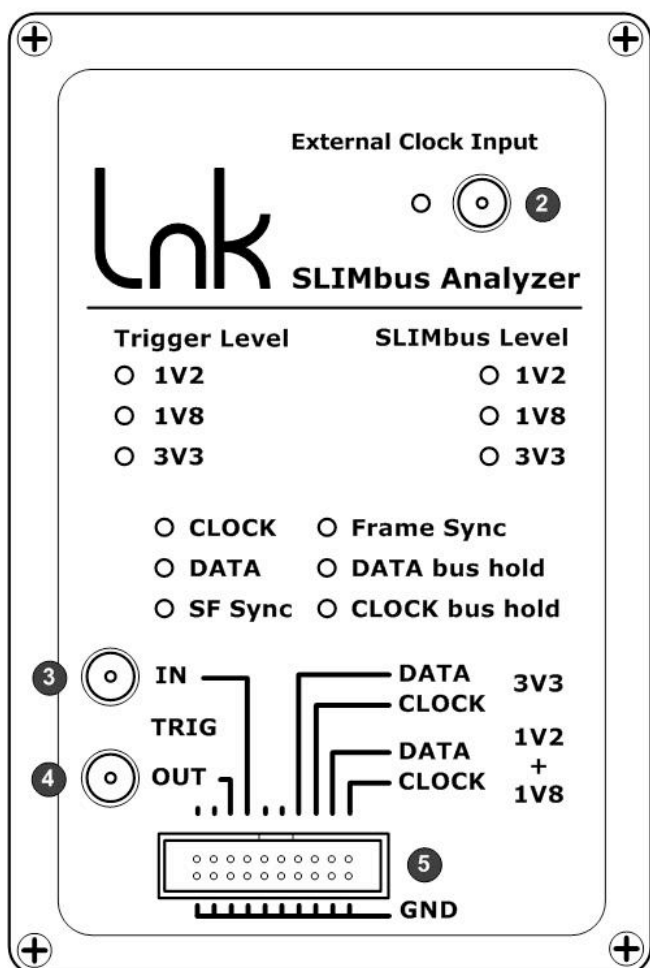 External Clock Input
2
lnk
SLIMbus Analyzer
Trigger Level SLIMbus Level
1V2 1V2
1V8 1V8
3V3 3V3
CLOCK Frame Sync
DATA DATA bus hold
SF Sync CLOCK bus hold
3 IN DATA 3V3
CLOCK
TRIG 1V2
DATA +
4 OUT CLOCK 1V8
5
GND